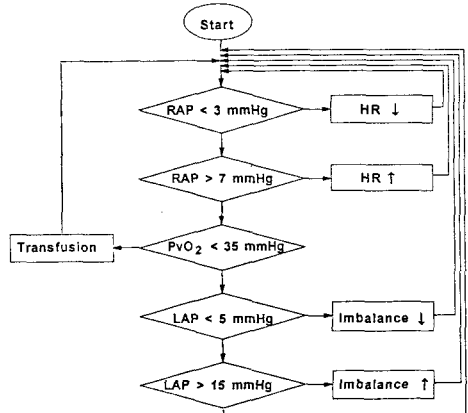 Start
RAP < 3 mmHg
HR ↓
RAP > 7 mmHg
HR ↑
Transfusion
PvO₂ < 35 mmHg
LAP < 5 mmHg
Imbalance ↓
LAP > 15 mmHg
Imbalance ↑